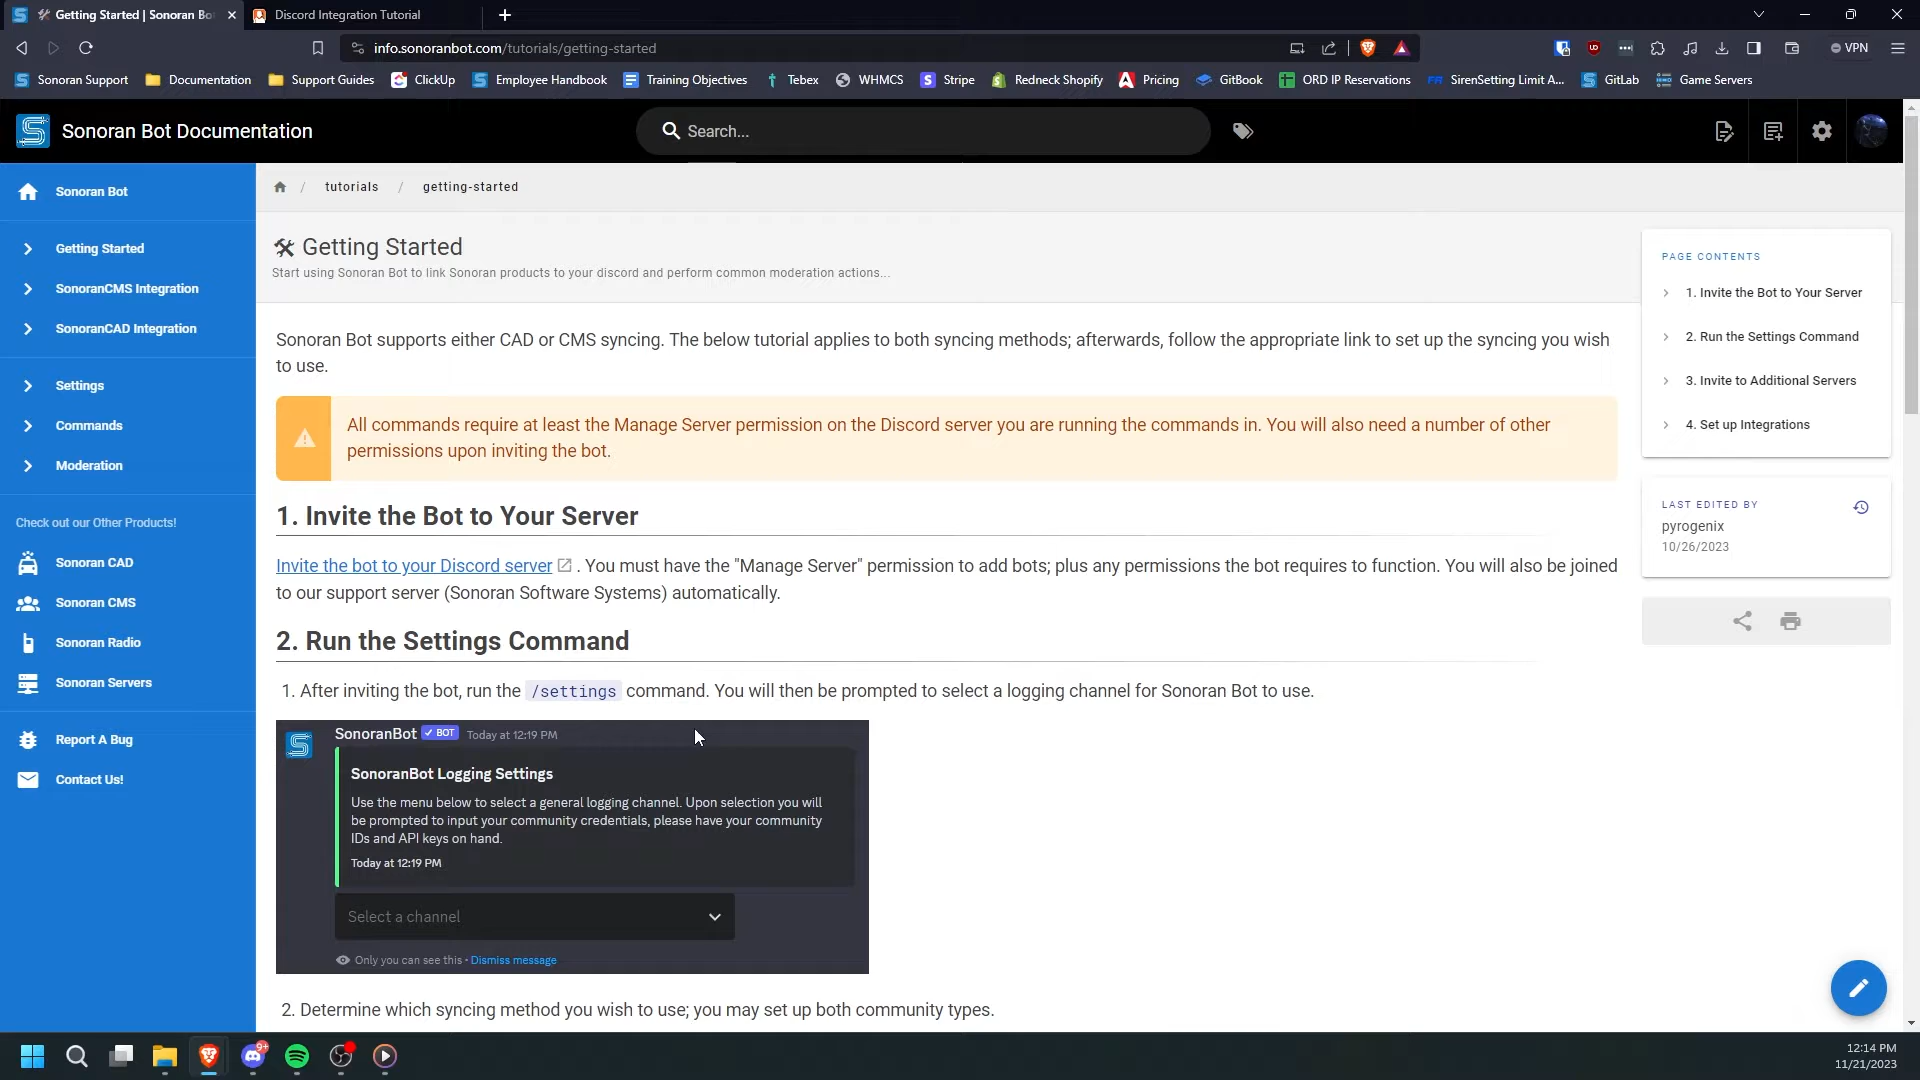 Getting Started | Sonoran Bo
Discord Integration Tutorial
info.sonoranbot.com/tutorials/getting-started
VPN
Sonoran Support
Documentation
Support Guides
ClickUp
Employee Handbook
Training Objectives
Tebex
WHMCS
Stripe
Redneck Shopify
Pricing
GitBook
ORD IP Reservations
SirenSetting Limit A...
GitLab
Game Servers
Sonoran Bot Documentation
Search...
Sonoran Bot
Getting Started
SonoranCMS Integration
SonoranCAD Integration
Settings
Commands
Moderation
Check out our Other Products!
Sonoran CAD
Sonoran CMS
Sonoran Radio
Sonoran Servers
Report A Bug
Contact Us!
/ tutorials / getting-started
Getting Started
Start using Sonoran Bot to link Sonoran products to your discord and perform common moderation actions...
Sonoran Bot supports either CAD or CMS syncing. The below tutorial applies to both syncing methods; afterwards, follow the appropriate link to set up the syncing you wish
to use.
All commands require at least the Manage Server permission on the Discord server you are running the commands in. You will also need a number of other
permissions upon inviting the bot.
1. Invite the Bot to Your Server
Invite the bot to your Discord server . You must have the "Manage Server" permission to add bots; plus any permissions the bot requires to function. You will also be joined
to our support server (Sonoran Software Systems) automatically.
2. Run the Settings Command
1. After inviting the bot, run the /settings command. You will then be prompted to select a logging channel for Sonoran Bot to use.
SonoranBot ✓ BOT Today at 12:19 PM
SonoranBot Logging Settings
Use the menu below to select a general logging channel. Upon selection you will
be prompted to input your community credentials, please have your community
IDs and API keys on hand.
Today at 12:19 PM
Select a channel
Only you can see this • Dismiss message
2. Determine which syncing method you wish to use; you may set up both community types.
PAGE CONTENTS
1. Invite the Bot to Your Server
2. Run the Settings Command
3. Invite to Additional Servers
4. Set up Integrations
LAST EDITED BY
pyrogenix
10/26/2023
9+
12:14 PM
11/21/2023